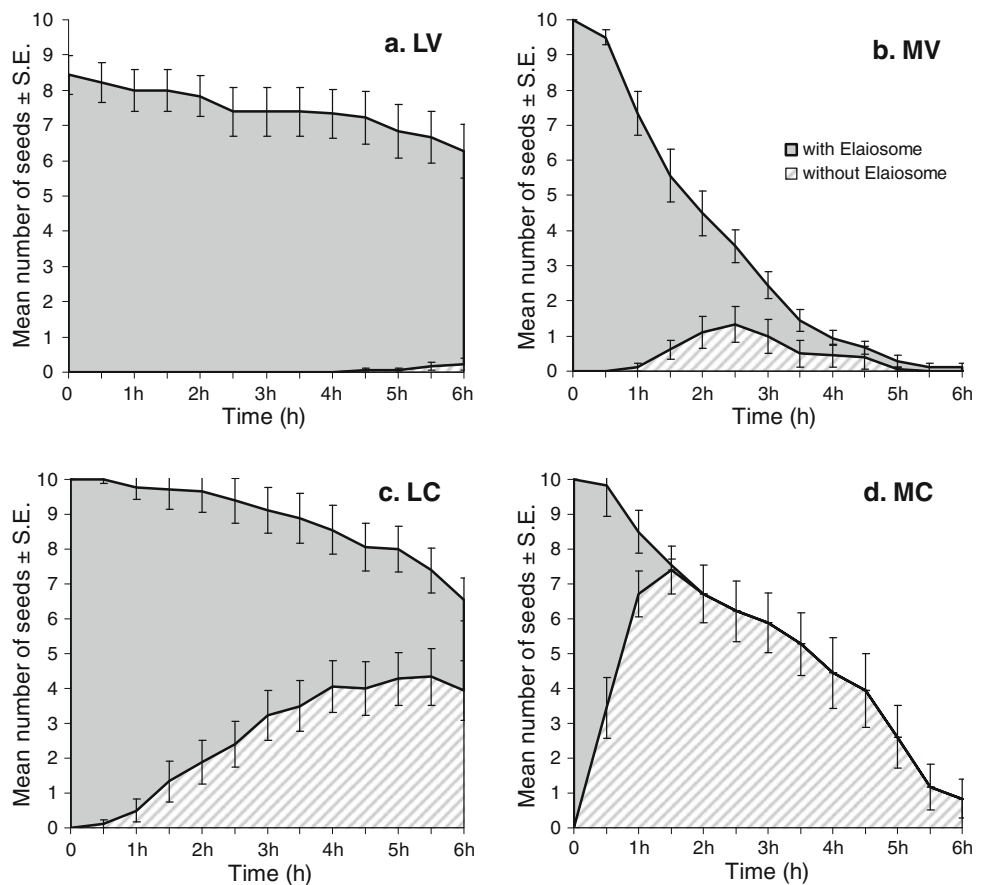 a. LV
Mean number of seeds ± S.E.
10
9
8
7
6
5
4
3
2
1
0
0 1h 2h 3h 4h 5h 6h
Time (h)
b. MV
with Elaiosome
without Elaiosome
Mean number of seeds ± S.E.
10
9
8
7
6
5
4
3
2
1
0
0 1h 2h 3h 4h 5h 6h
Time (h)
c. LC
Mean number of seeds ± S.E.
10
9
8
7
6
5
4
3
2
1
0
0 1h 2h 3h 4h 5h 6h
Time (h)
d. MC
Mean number of seeds ± S.E.
10
9
8
7
6
5
4
3
2
1
0
0 1h 2h 3h 4h 5h 6h
Time (h)